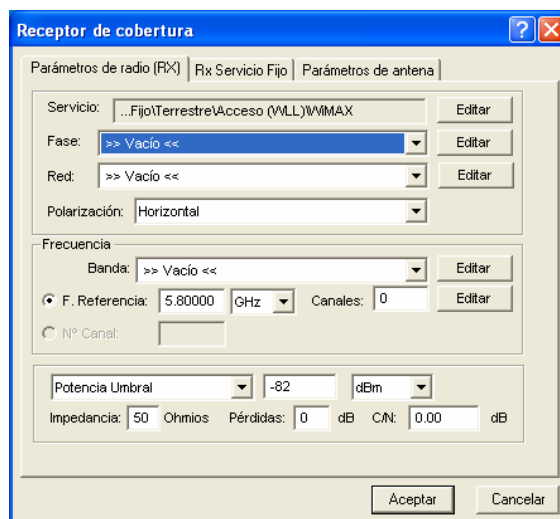 Receptor de cobertura
Parámetros de radio (RX) Rx Servicio Fijo Parámetros de antena
Servicio: ...Fijo\Terrestre\Acceso (WLL)\WiMAX Editar
Fase: >> Vacío << Editar
Red: >> Vacío << Editar
Polarización: Horizontal
Frecuencia
Banda: >> Vacío << Editar
F. Referencia: 5.80000 GHz Canales: 0 Editar
Nº Canal:
Potencia Umbral -82 dBm
Impedancia: 50 Ohmios Pérdidas: 0 dB C/N: 0.00 dB
Aceptar Cancelar